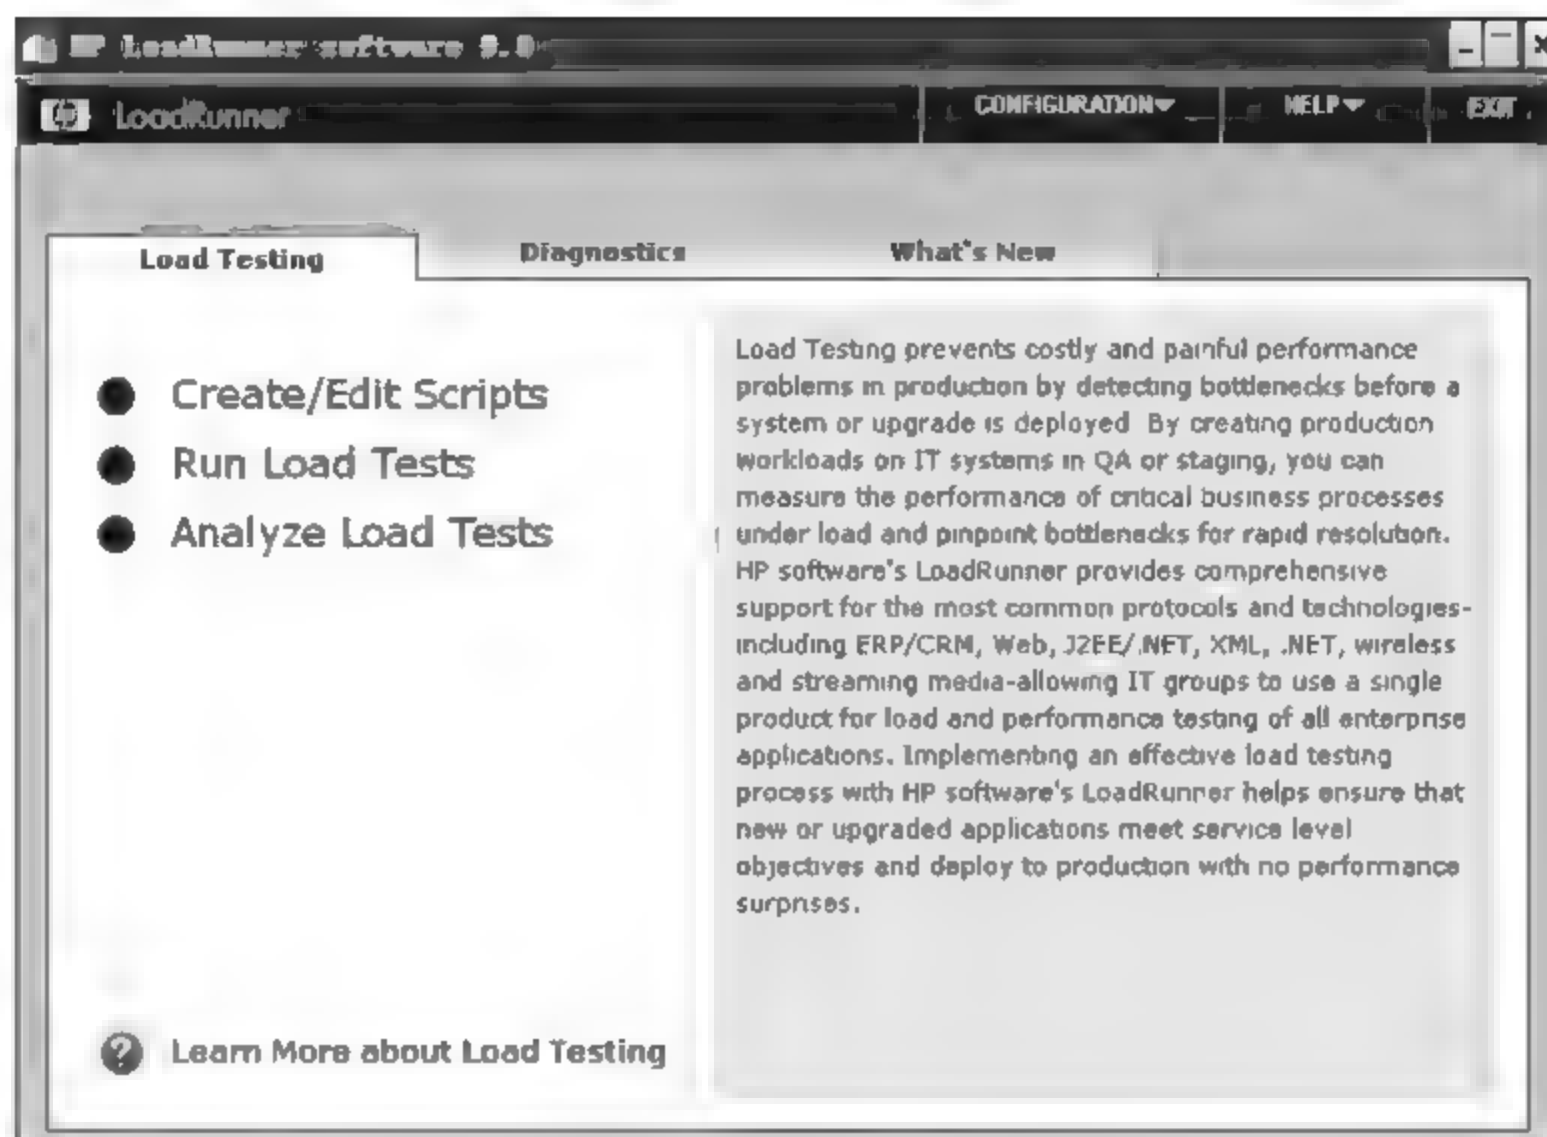 HP LoadRunner software 9.0
LoadRunner CONFIGURATION HELP EXIT
Load Testing Diagnostics What's New
Create/Edit Scripts
Run Load Tests
Analyze Load Tests
Learn More about Load Testing
Load Testing prevents costly and painful performance
problems in production by detecting bottlenecks before a
system or upgrade is deployed. By creating production
workloads on IT systems in QA or staging, you can
measure the performance of critical business processes
under load and pinpoint bottlenecks for rapid resolution.
HP software's LoadRunner provides comprehensive
support for the most common protocols and technologies-
including ERP/CRM, Web, J2EE/.NET, XML, .NET, wireless
and streaming media-allowing IT groups to use a single
product for load and performance testing of all enterprise
applications. Implementing an effective load testing
process with HP software's LoadRunner helps ensure that
new or upgraded applications meet service level
objectives and deploy to production with no performance
surprises.